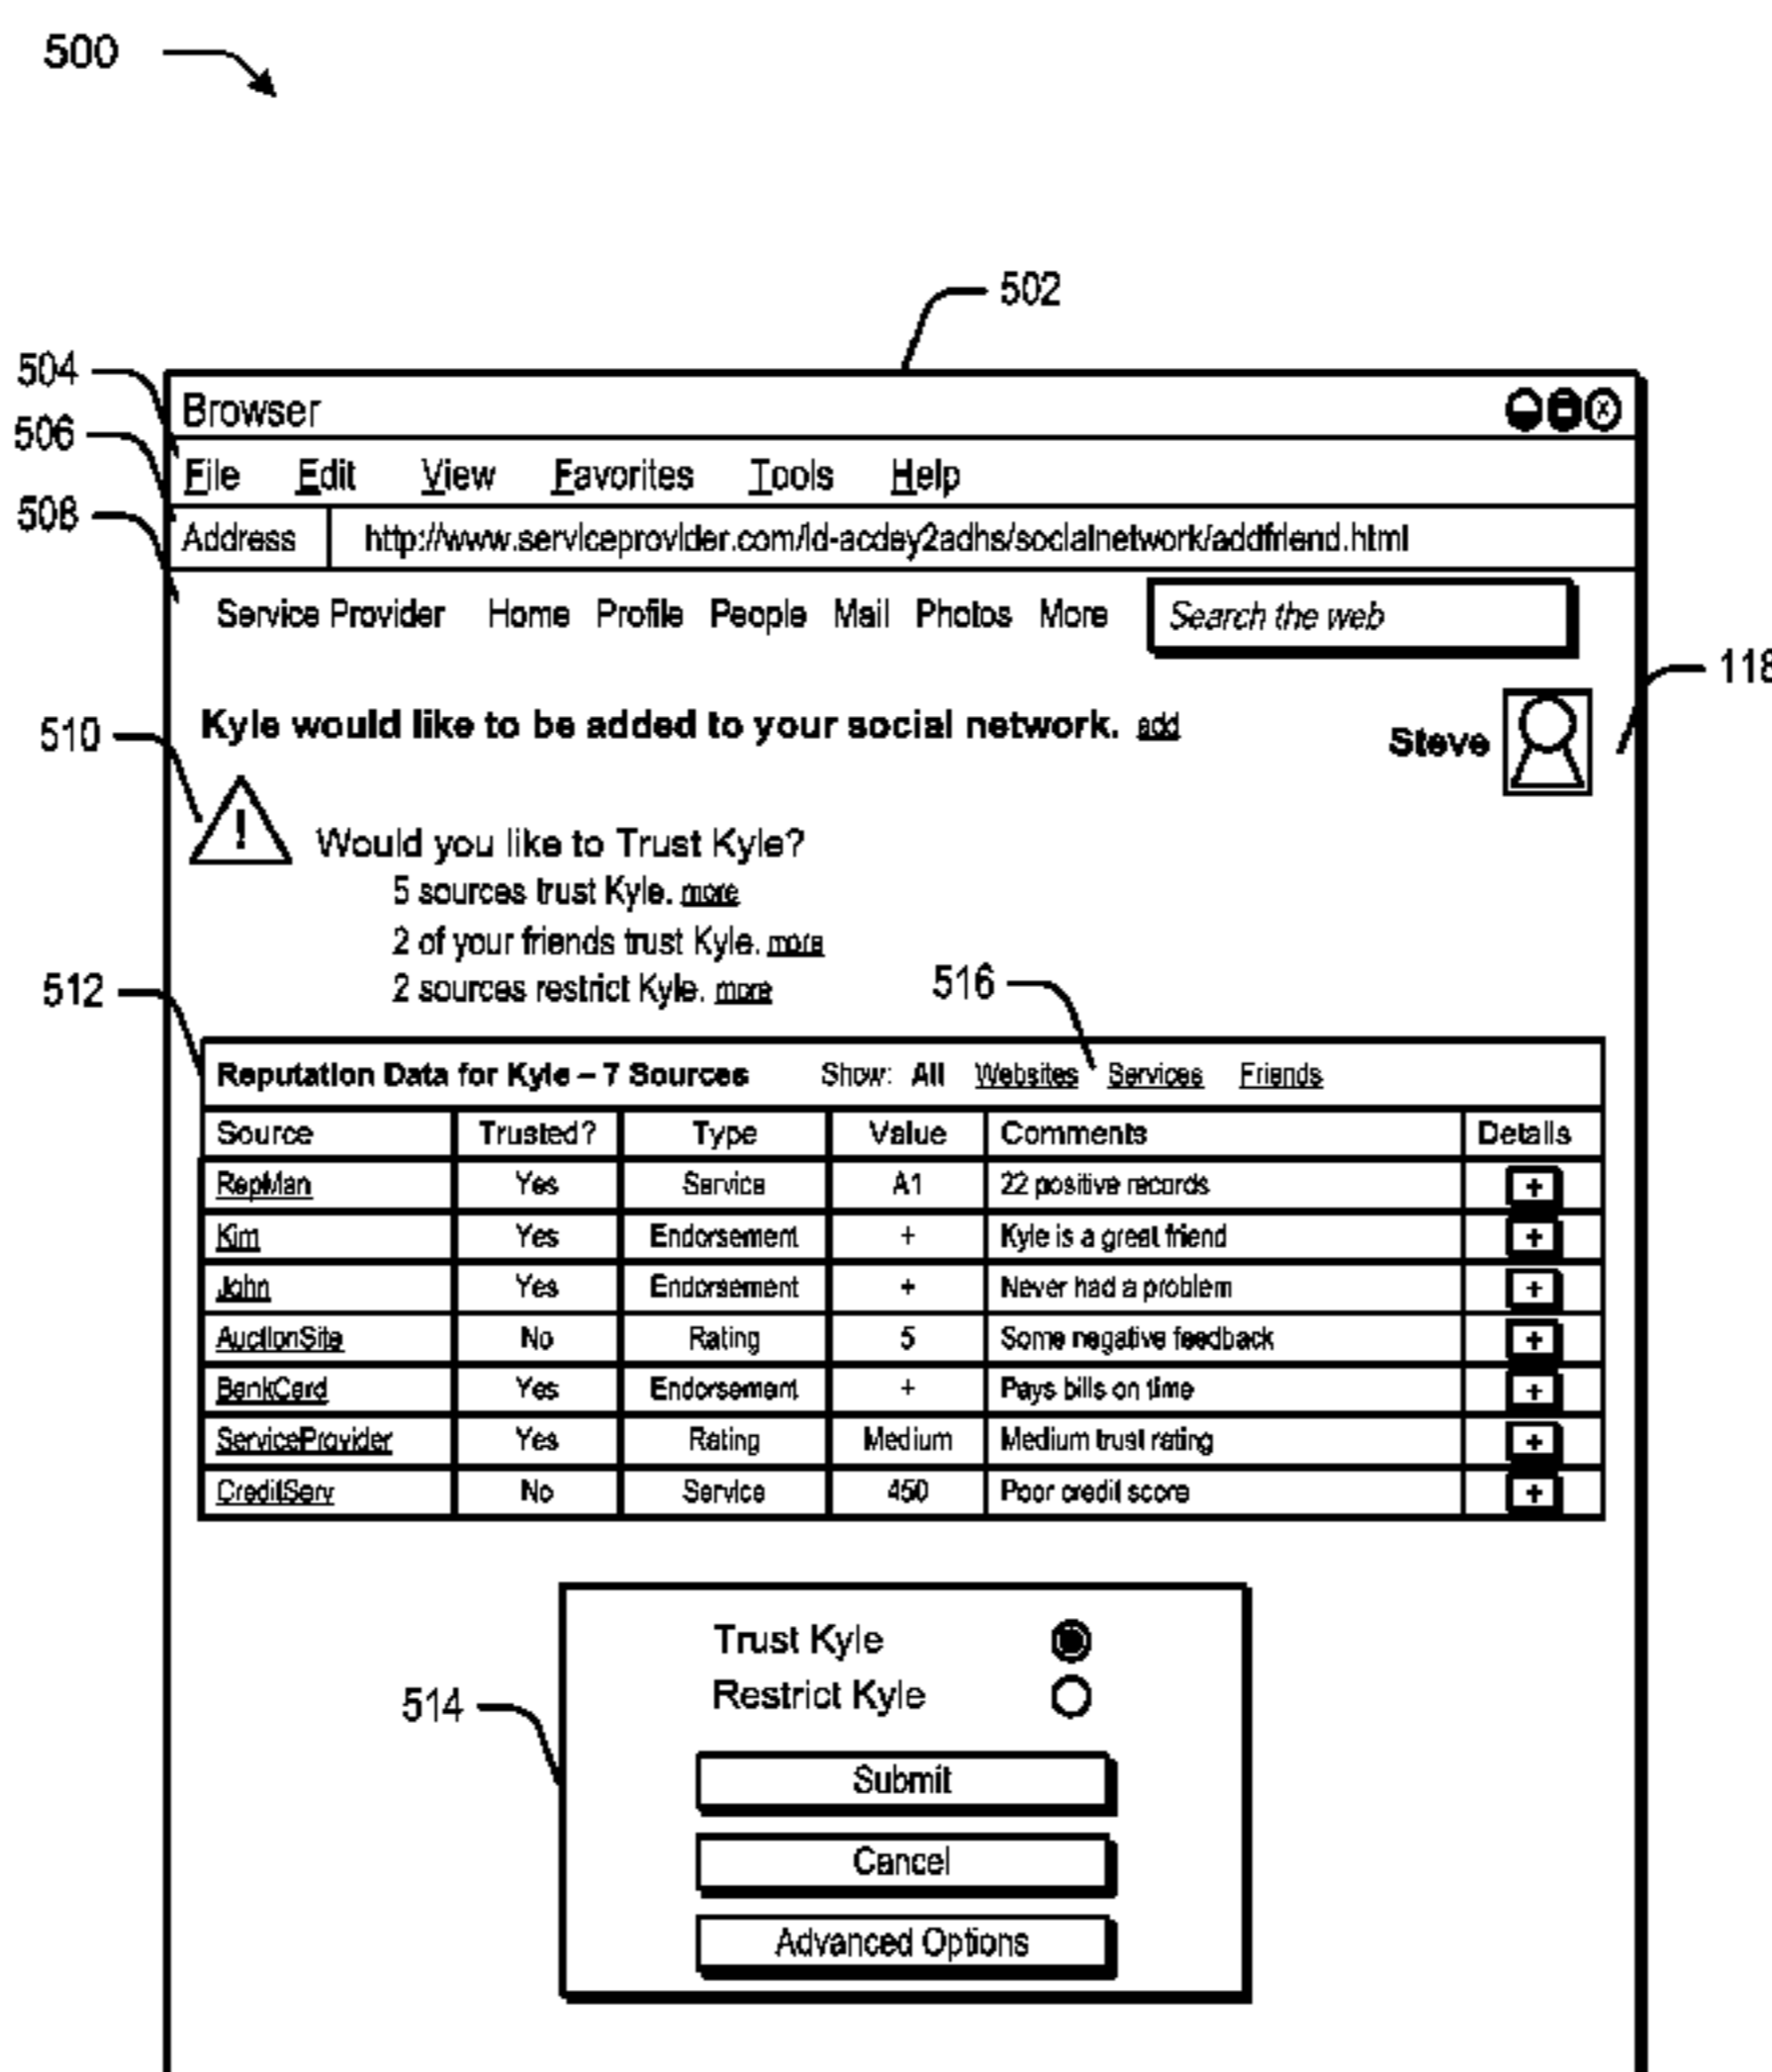 500
502
504
Browser
506
File Edit View Favorites Tools Help
508
Address http://www.serviceprovider.com/id-acdey2adhs/socialnetwork/addfriend.html
Service Provider Home Profile People Mail Photos More Search the web
118
510
Kyle would like to be added to your social network. add
Steve
!
Would you like to Trust Kyle?
5 sources trust Kyle. more
2 of your friends trust Kyle. more
2 sources restrict Kyle. more
512
516
Reputation Data for Kyle – 7 Sources Show: All Websites Services Friends
Source Trusted? Type Value Comments Details
RepMan Yes Service A1 22 positive records +
Kim Yes Endorsement + Kyle is a great friend +
John Yes Endorsement + Never had a problem +
AuctionSite No Rating 5 Some negative feedback +
BankCard Yes Endorsement + Pays bills on time +
ServiceProvider Yes Rating Medium Medium trust rating +
CreditServ No Service 450 Poor credit score +
Trust Kyle
Restrict Kyle
514
Submit
Cancel
Advanced Options